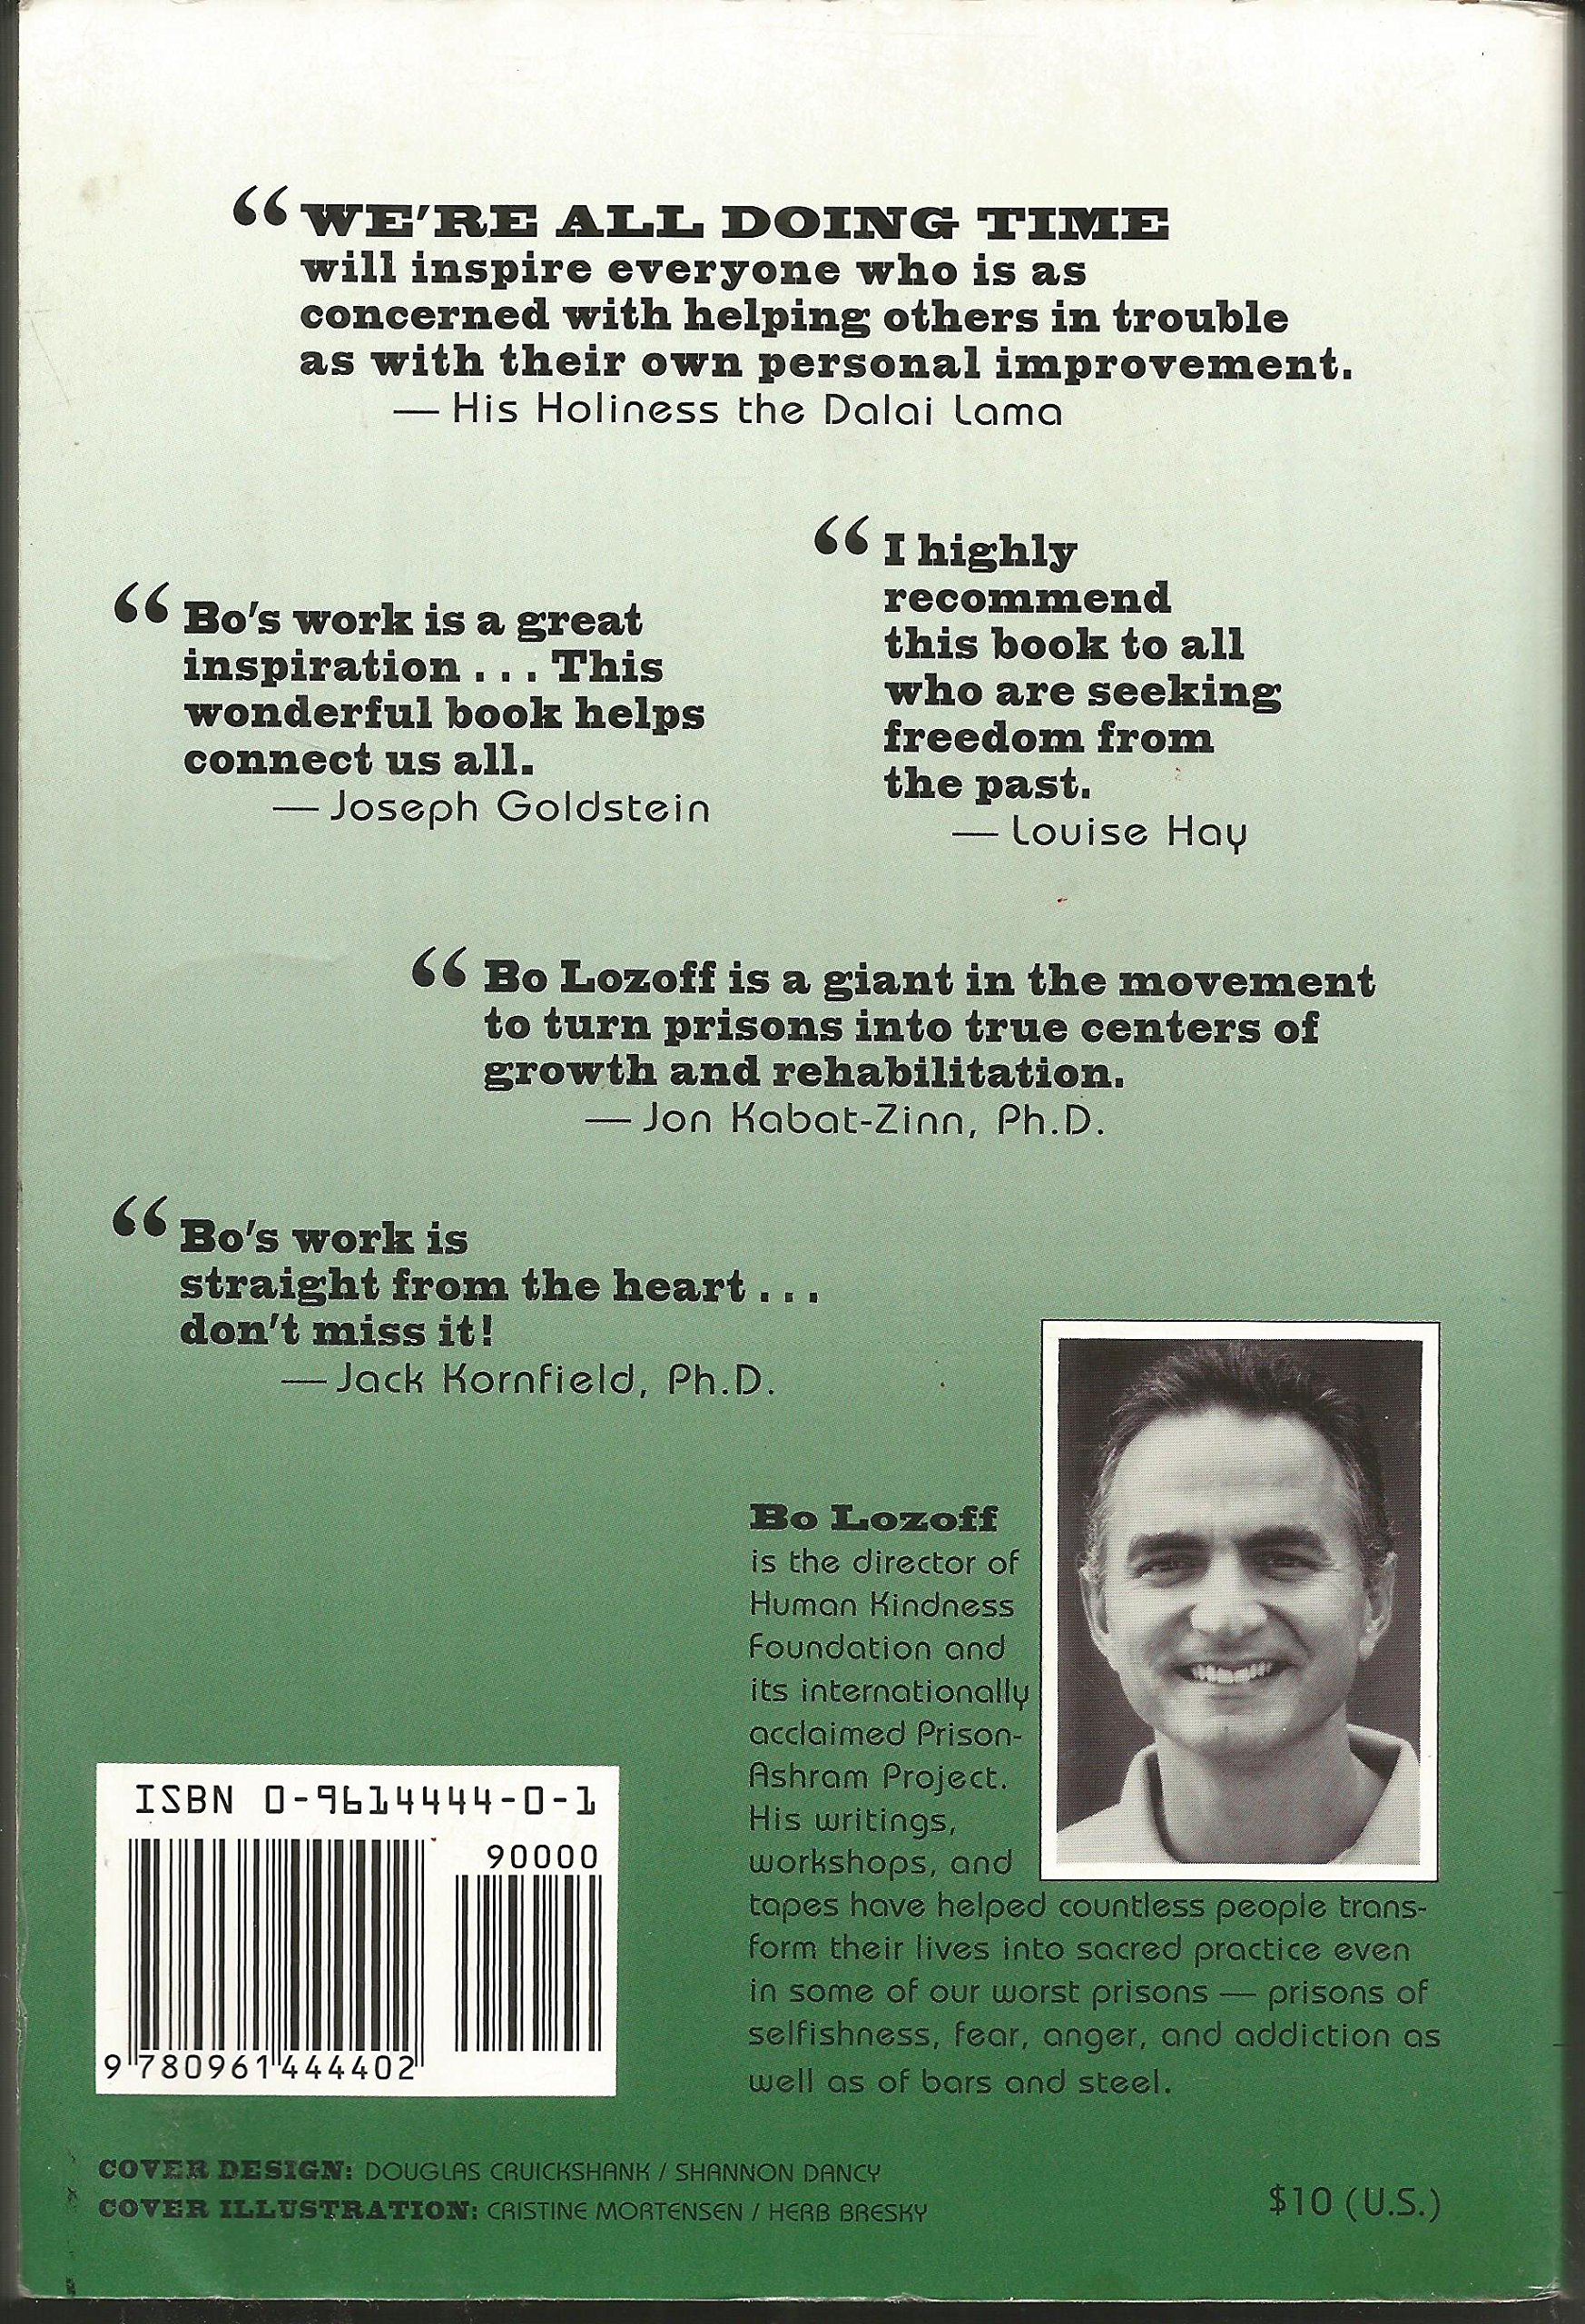 “WE'RE ALL DOING TIME
will inspire everyone who is as
concerned with helping others in trouble
as with their own personal improvement.
— His Holiness the Dalai Lama
“Bo's work is a great
inspiration . . . This
wonderful book helps
connect us all.
— Joseph Goldstein
“I highly
recommend
this book to all
who are seeking
freedom from
the past.
— Louise Hay
“Bo Lozoff is a giant in the movement
to turn prisons into true centers of
growth and rehabilitation.
— Jon Kabat-Zinn, Ph.D.
“Bo's work is
straight from the heart . . .
don't miss it!
— Jack Kornfield, Ph.D.
Bo Lozoff
is the director of
Human Kindness
Foundation and
its internationally
acclaimed Prison-
Ashram Project.
His writings,
workshops, and
tapes have helped countless people trans-
form their lives into sacred practice even
in some of our worst prisons — prisons of
selfishness, fear, anger, and addiction as
well as of bars and steel.
ISBN 0-9614444-0-1
90000
9 780961 444402
COVER DESIGN: DOUGLAS CRUICKSHANK / SHANNON DANCY
COVER ILLUSTRATION: CRISTINE MORTENSEN / HERB BRESKY
$10 (U.S.)